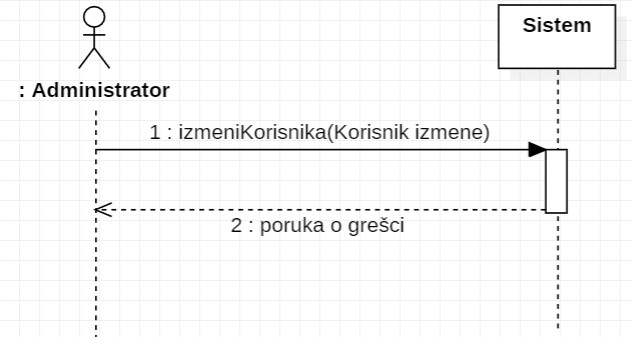 Sistem
: Administrator
1 : izmeniKorisnika(Korisnik izmene)
2 : poruka o grešci